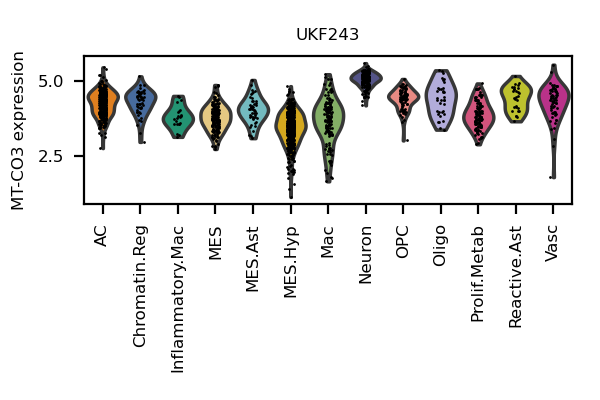 UKF243
MT-CO3 expression
5.0
2.5
AC
Chromatin.Reg
Inflammatory.Mac
MES
MES.Ast
MES.Hyp
Mac
Neuron
OPC
Oligo
Prolif.Metab
Reactive.Ast
Vasc